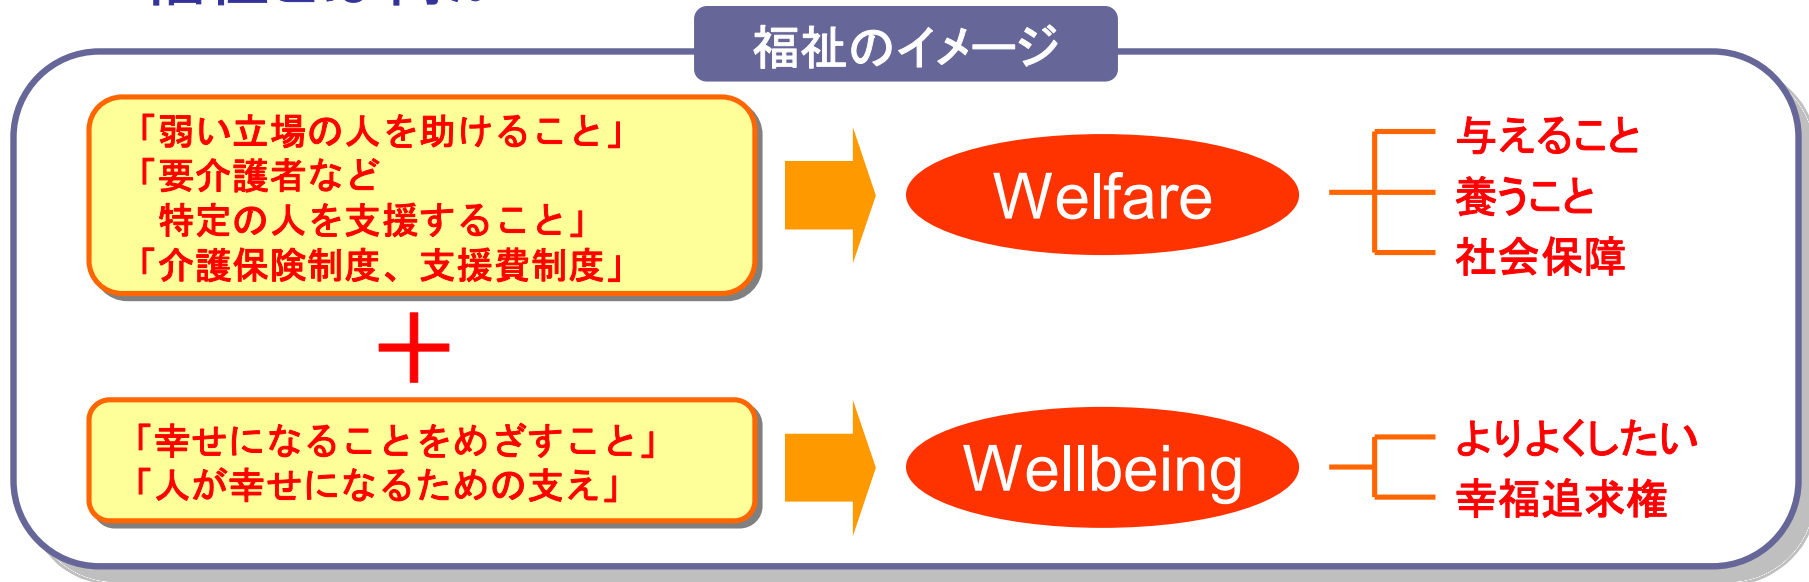 福祉のイメージ
「弱い立場の人を助けること」
「要介護者など
特定の人を支援すること」
「介護保険制度、支援費制度」
Welfare
与えること
養うこと
社会保障
＋
「幸せになることをめざすこと」
「人が幸せになるための支え」
Wellbeing
よりよくしたい
幸福追求権